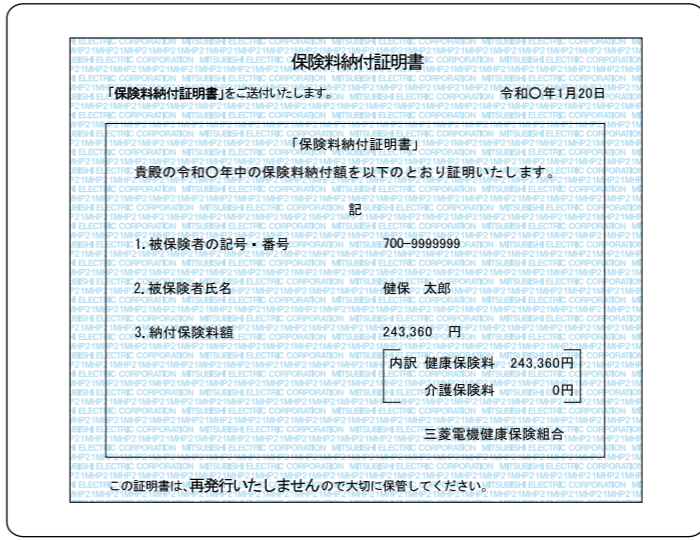 保険料納付証明書
「保険料納付証明書」をご送付いたします。 令和〇年1月20日
「保険料納付証明書」
貴殿の令和〇年中の保険料納付額を以下のとおり証明いたします。
記
1.被保険者の記号・番号 700-9999999
2.被保険者氏名 健保 太郎
3.納付保険料額 243,360 円
内訳 健康保険料 243,360円
介護保険料 0円
三菱電機健康保険組合
この証明書は、再発行いたしませんので大切に保管してください。